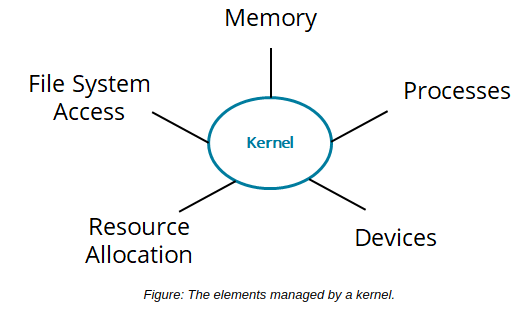 Memory
File System
Access
Processes
Kernel
Resource
Allocation
Devices
Figure: The elements managed by a kernel.